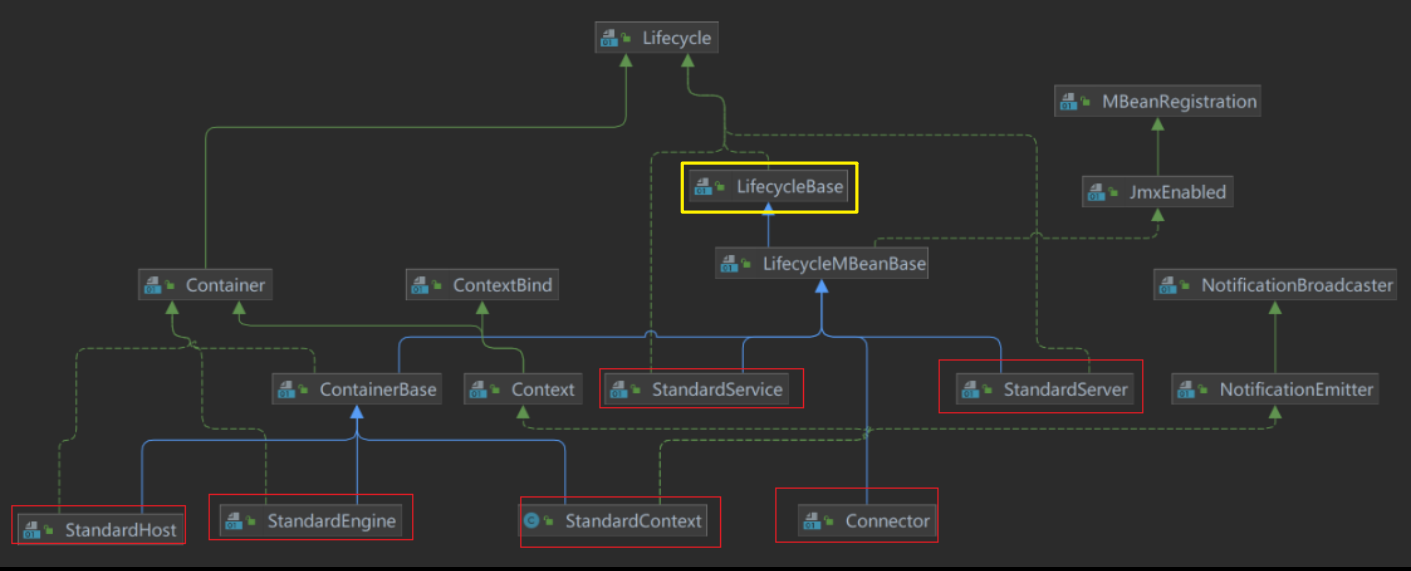 Lifecycle
MBeanRegistration
LifecycleBase
JmxEnabled
LifecycleMBeanBase
Container
ContextBind
NotificationBroadcaster
ContainerBase
Context
StandardService
StandardServer
NotificationEmitter
StandardHost
StandardEngine
StandardContext
Connector